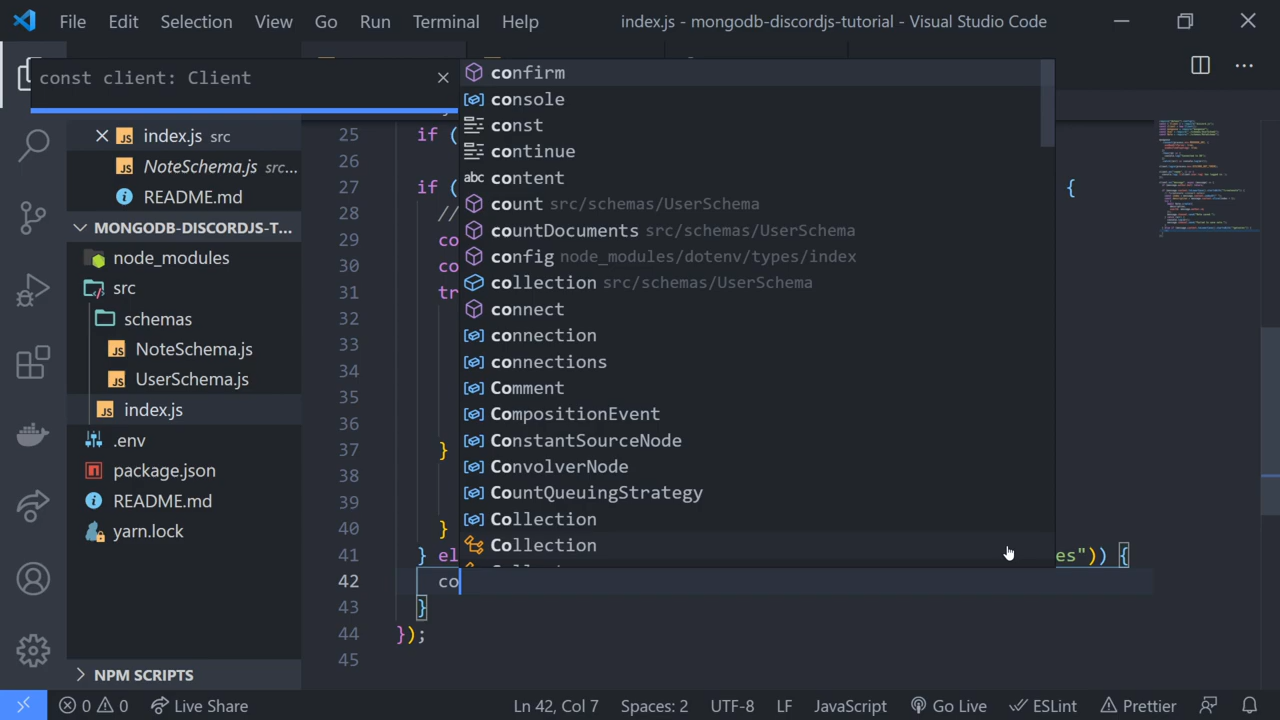 File Edit Selection View Go Run Terminal Help index.js - mongodb-discordjs-tutorial - Visual Studio Code
const client: Client
index.js src
NoteSchema.js src...
README.md
MONGODB-DISCORDJS-T...
node_modules
src
schemas
NoteSchema.js
UserSchema.js
index.js
.env
package.json
README.md
yarn.lock
NPM SCRIPTS
confirm
console
const
continue
content
count src/schemas/UserSchema
countDocuments src/schemas/UserSchema
config node_modules/dotenv/types/index
collection src/schemas/UserSchema
connect
connection
connections
Comment
CompositionEvent
ConstantSourceNode
ConvolverNode
CountQueuingStrategy
Collection
Collection
25 if (
26
27 if ( {
28 //
29 co
30 co
31 tr
32
33
34
35
36
37 }
38
39
40 }
41 } el es")) {
42 co
43 }
44 });
45
0 0 Live Share Ln 42, Col 7 Spaces: 2 UTF-8 LF JavaScript Go Live ESLint Prettier